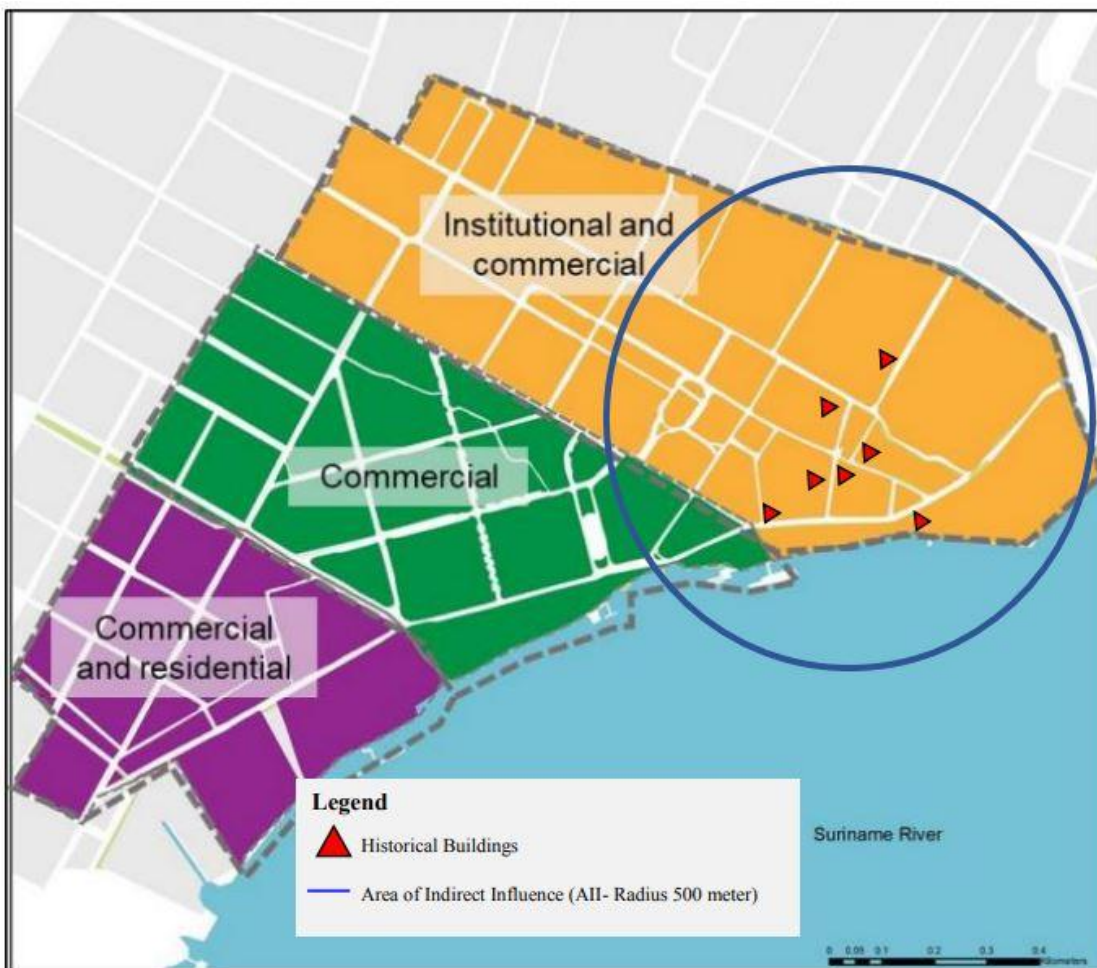 Institutional and
commercial
Commercial
Commercial
and residential
Legend
Historical Buildings
Area of Indirect Influence (AII- Radius 500 meter)
Suriname River
0 0.05 0.1 0.2 0.3 0.4
Kilometers